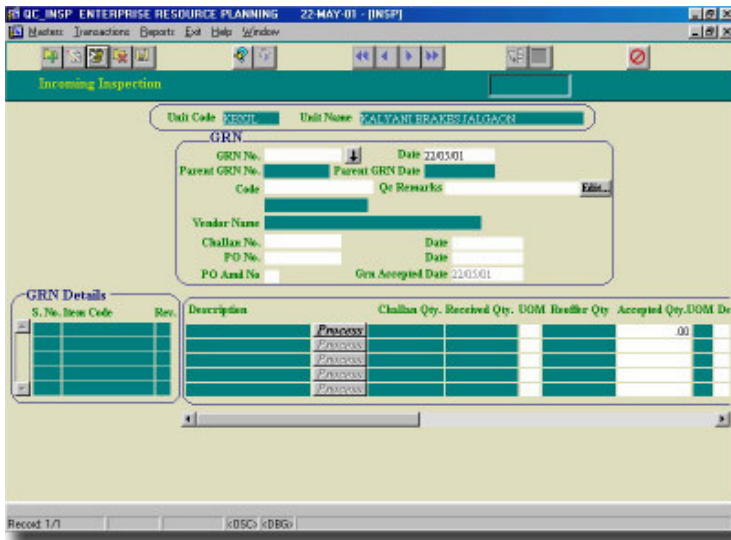 QC_INSP ENTERPRISE RESOURCE PLANNING 22-MAY-01 - [INSP]
Masters Transactions Reports Exit Help Window
Incoming Inspection
Unit Code Unit Name KALYANI BRAKES JALGAON
GRN
GRN No. Date 22/05/01
Parent GRN No. Parent GRN Date
Code Qc Remarks Edit...
Vendor Name
Challan No. Date
PO No. Date
PO Amd No Grn Accepted Date 22/05/01
GRN Details
S. No. Item Code Rev. Description Challan Qty. Received Qty. UOM Reoffer Qty Accepted Qty. UOM De
Process .00
Process
Process
Process
Process
Record: 1/1 <OSC> <DBG>